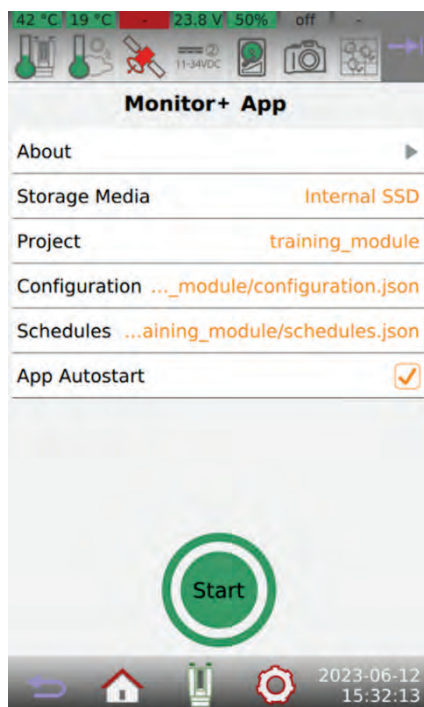 42 °C 19 °C - 23.8 V 50% off -
2
11-34VDC
Monitor+ App
About
Storage Media Internal SSD
Project training_module
Configuration ..._module/configuration.json
Schedules ...aining_module/schedules.json
App Autostart
Start
2023-06-12
15:32:13